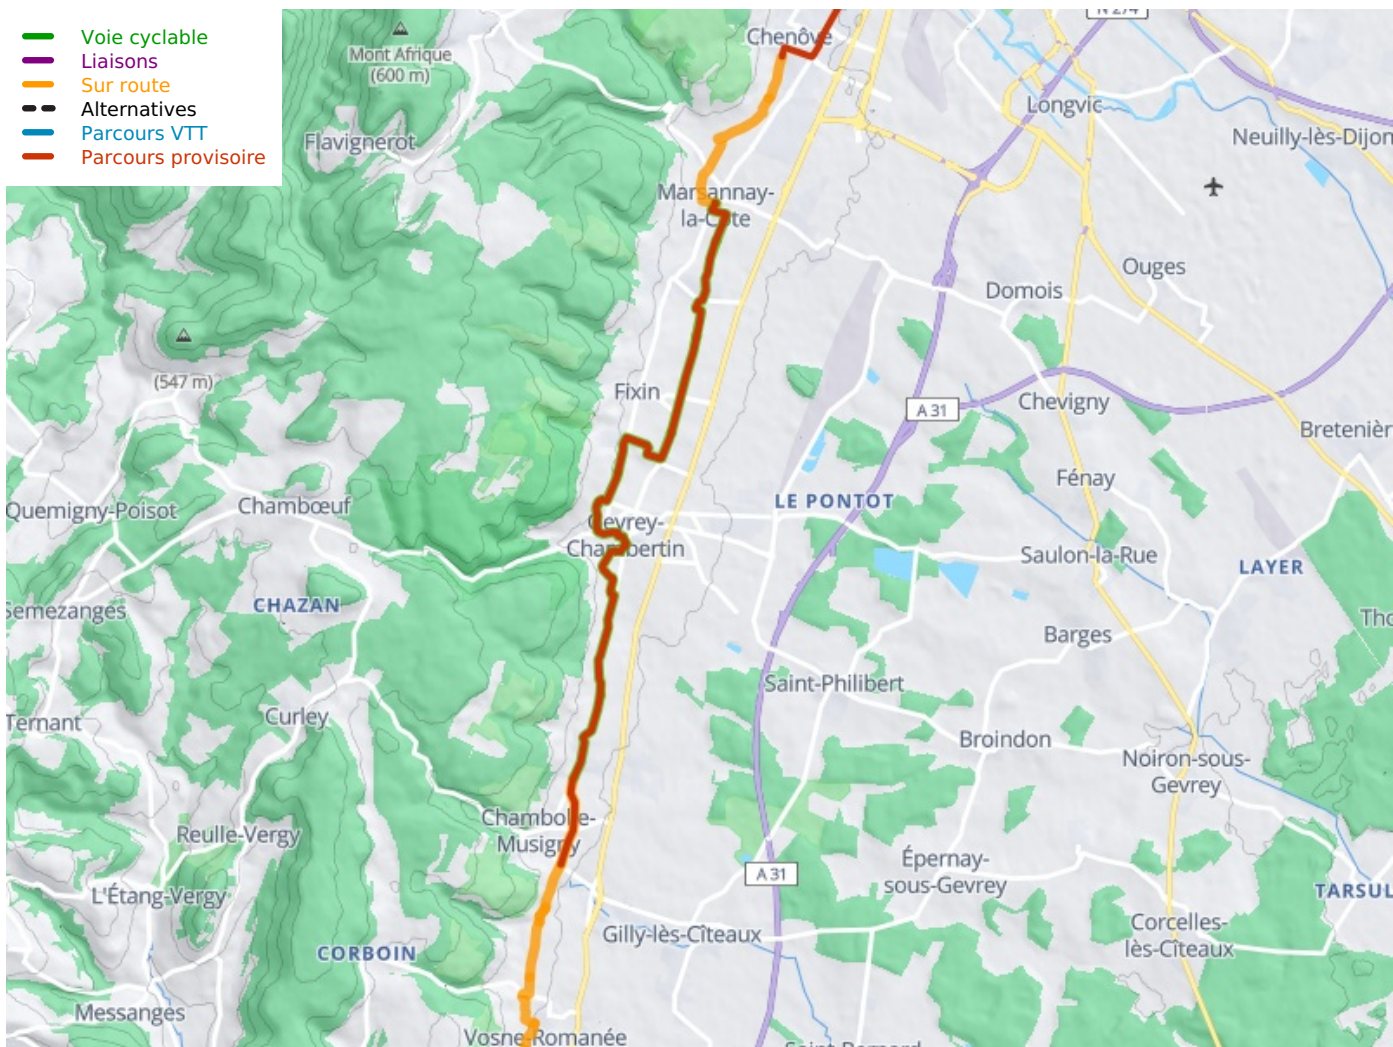 Voie cyclable
Liaisons
Sur route
Alternatives
Parcours VTT
Parcours provisoire
Chenôve
Mont Afrique
(600 m)
Flavignerot
Longvic
Neuilly-lès-Dijon
Marsannay-
la-Côte
Ouges
Domois
(547 m)
Fixin
A 31
Chevigny
Bretenièr
Fénay
LE PONTOT
Quemigny-Poisot
Chambœuf
Gevrey-
Chambertin
Saulon-la-Rue
LAYER
CHAZAN
Semezanges
Tho
Barges
Saint-Philibert
Ternant
Curley
Broindon
Noiron-sous-
Gevrey
Chambolle-
Musigny
Reulle-Vergy
Épernay-
sous-Gevrey
A 31
L'Étang-Vergy
TARSUL
Corcelles-
lès-Cîteaux
Gilly-lès-Cîteaux
CORBOIN
Messanges
Vosne-Romanée